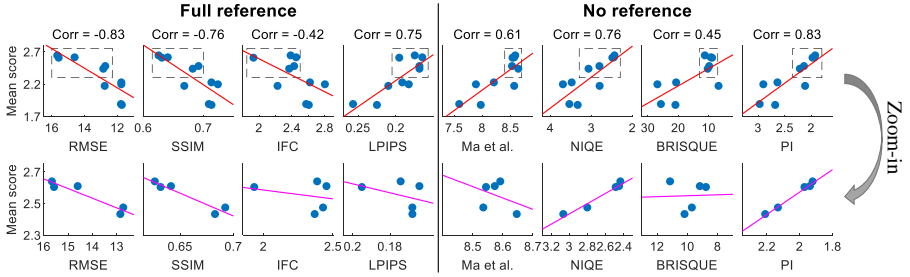 Full reference
No reference
Corr = -0.83
Corr = -0.76
Corr = -0.42
Corr = 0.75
Corr = 0.61
Corr = 0.76
Corr = 0.45
Corr = 0.83
Mean score
2.7
2.2
1.7
16 14 12
0.6 0.7
2 2.4 2.8
0.25 0.2
7.5 8 8.5
4 3 2
30 20 10
3 2
RMSE
SSIM
IFC
LPIPS
Ma et al.
NIQE
BRISQUE
PI
Zoom-in
Mean score
2.7
2.5
2.3
16 15 14 13
0.65 0.7
2 2.5
0.2 0.18
8.5 8.6 8.7
3.2 3 2.8 2.6 2.4
12 10 8
2.2 2 1.8
RMSE
SSIM
IFC
LPIPS
Ma et al.
NIQE
BRISQUE
PI